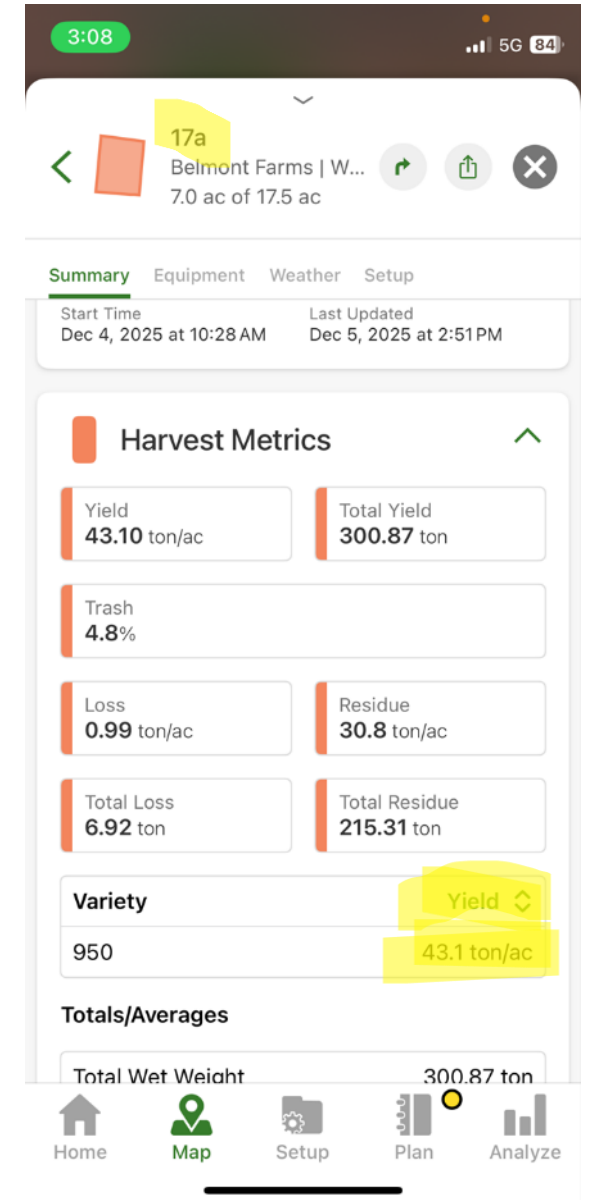 3:08
5G 84
17a
Belmont Farms | W...
7.0 ac of 17.5 ac
Summary Equipment Weather Setup
Start Time Last Updated
Dec 4, 2025 at 10:28 AM Dec 5, 2025 at 2:51 PM
Harvest Metrics
Yield Total Yield
43.10 ton/ac 300.87 ton
Trash
4.8%
Loss Residue
0.99 ton/ac 30.8 ton/ac
Total Loss Total Residue
6.92 ton 215.31 ton
Variety Yield
950 43.1 ton/ac
Totals/Averages
Total Wet Weight 300.87 ton
Home Map Setup Plan Analyze